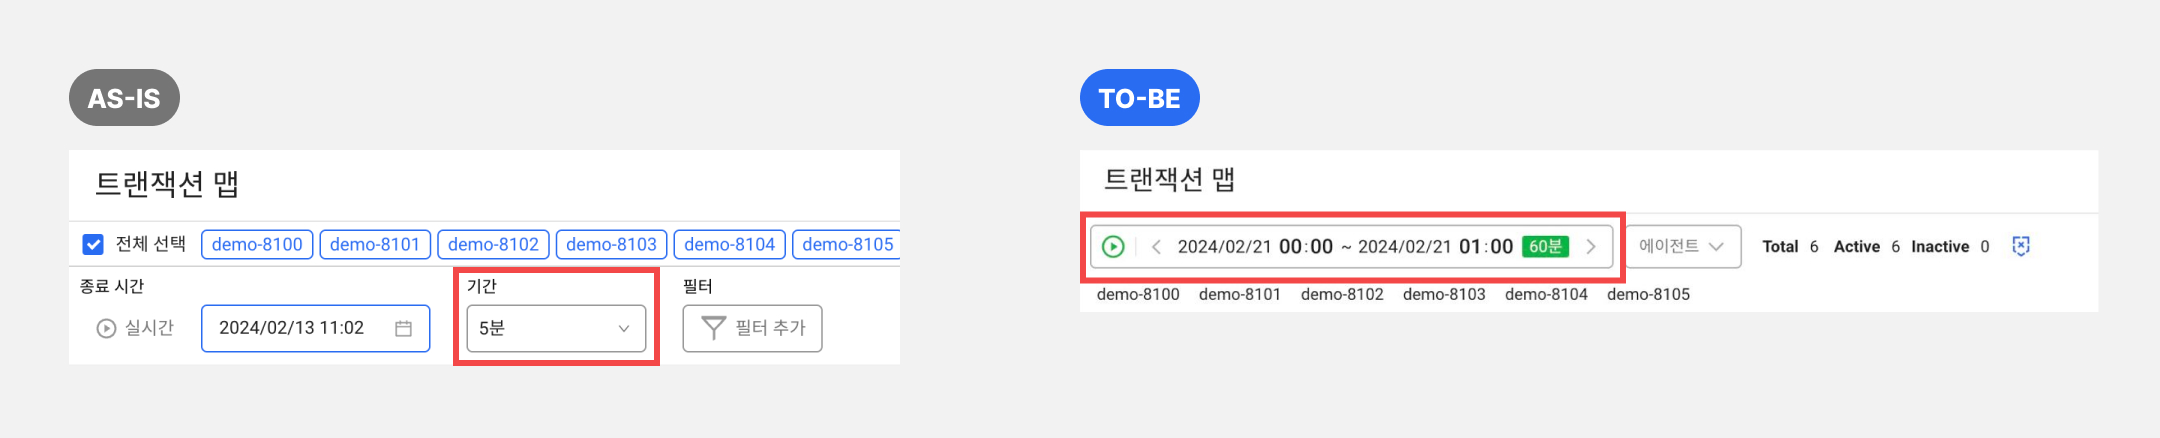 AS-IS
트랜잭션 맵
전체 선택 demo-8100 demo-8101 demo-8102 demo-8103 demo-8104 demo-8105
종료 시간 기간 필터
실시간 2024/02/13 11:02 5분 필터 추가
TO-BE
트랜잭션 맵
2024/02/21 00:00 ~ 2024/02/21 01:00 60분 에이전트 Total 6 Active 6 Inactive 0
demo-8100 demo-8101 demo-8102 demo-8103 demo-8104 demo-8105